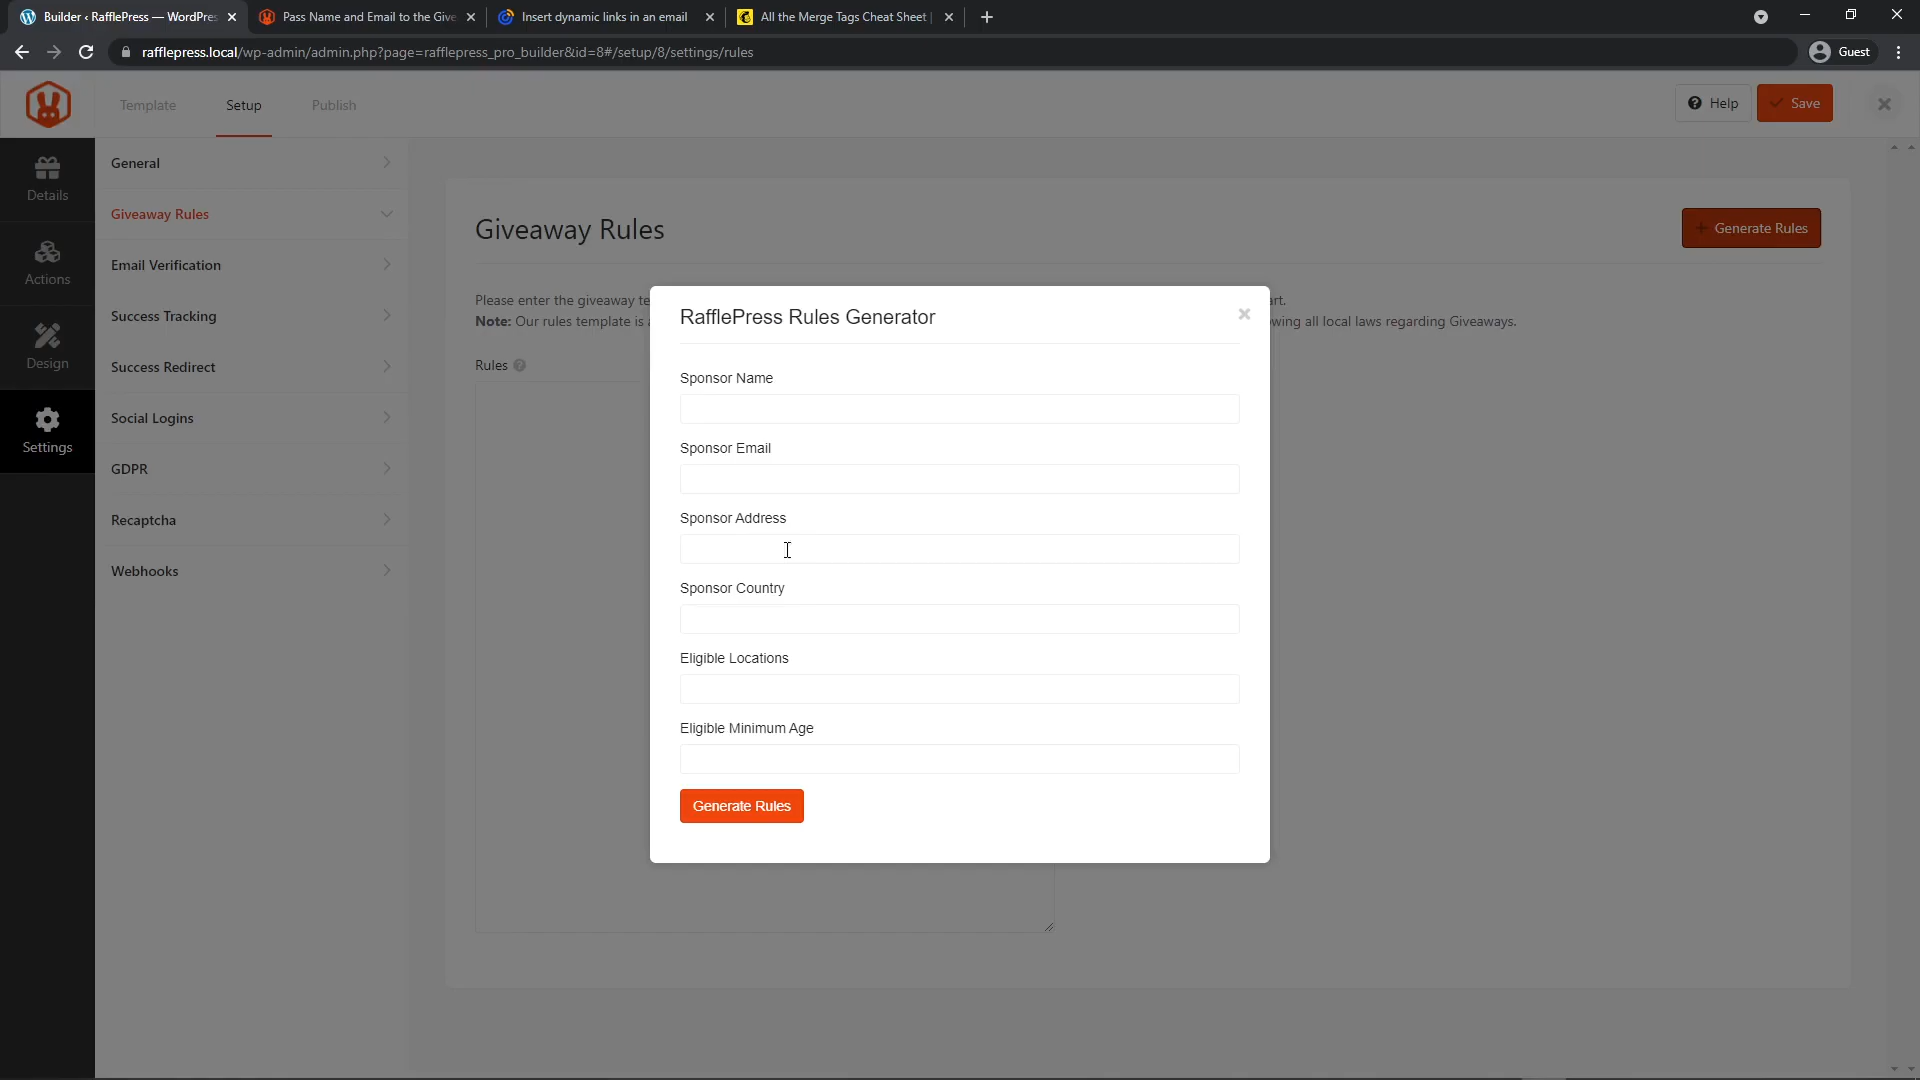 Builder ‹ RafflePress — WordPres
Pass Name and Email to the Give
Insert dynamic links in an email
All the Merge Tags Cheat Sheet |
rafflepress.local/wp-admin/admin.php?page=rafflepress_pro_builder&id=8#/setup/8/settings/rules
Guest
Template
Setup
Publish
Help
Save
Details
Actions
Design
Settings
General
Giveaway Rules
Email Verification
Success Tracking
Success Redirect
Social Logins
GDPR
Recaptcha
Webhooks
Giveaway Rules
Generate Rules
Please enter the giveaway te
art.
Note: Our rules template is
wing all local laws regarding Giveaways.
Rules
RafflePress Rules Generator
Sponsor Name
Sponsor Email
Sponsor Address
Sponsor Country
Eligible Locations
Eligible Minimum Age
Generate Rules